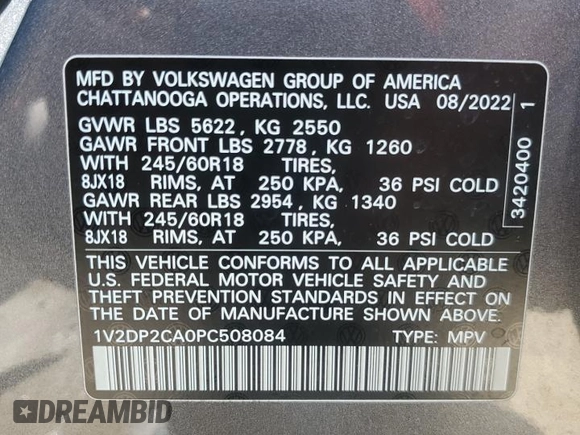 MFD BY VOLKSWAGEN GROUP OF AMERICA
CHATTANOOGA OPERATIONS, LLC. USA 08/2022
GVWR LBS 5622, KG 2550
GAWR FRONT LBS 2778, KG 1260
WITH 245/60R18 TIRES,
8JX18 RIMS, AT 250 KPA, 36 PSI COLD
GAWR REAR LBS 2954, KG 1340
WITH 245/60R18 TIRES,
8JX18 RIMS, AT 250 KPA, 36 PSI COLD
3420400 1
THIS VEHICLE CONFORMS TO ALL APPLICABLE
U.S. FEDERAL MOTOR VEHICLE SAFETY AND
THEFT PREVENTION STANDARDS IN EFFECT ON
THE DATE OF MANUFACTURE SHOWN ABOVE.
1V2DP2CA0PC508084 TYPE: MPV
DREAMBID